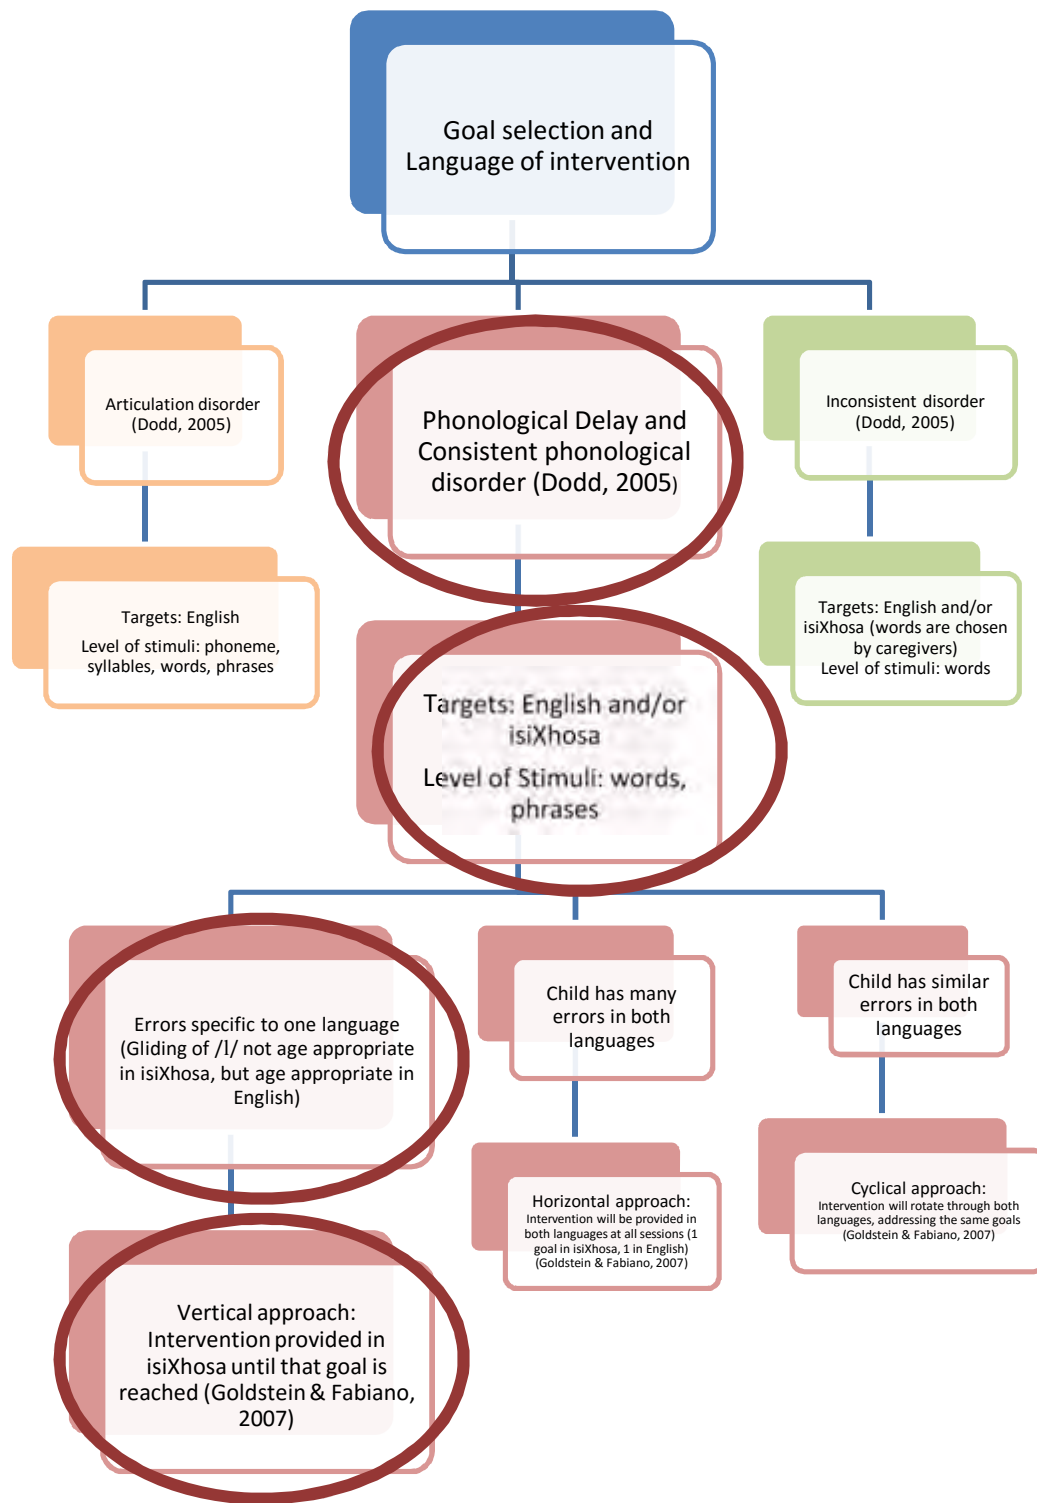 Goal selection and
Language of intervention
Articulation disorder
(Dodd, 2005)
Phonological Delay and
Consistent phonological
disorder (Dodd, 2005)
Inconsistent disorder
(Dodd, 2005)
Targets: English
Level of stimuli: phoneme,
syllables, words, phrases
Targets: English and/or
isiXhosa
Level of Stimuli: words,
phrases
Targets: English and/or
isiXhosa (words are chosen
by caregivers)
Level of stimuli: words
Errors specific to one language
(Gliding of /l/ not age appropriate
in isiXhosa, but age appropriate in
English)
Child has many
errors in both
languages
Child has similar
errors in both
languages
Vertical approach:
Intervention provided in
isiXhosa until that goal is
reached (Goldstein & Fabiano,
2007)
Horizontal approach:
Intervention will be provided in
both languages at all sessions (1
goal in isiXhosa, 1 in English)
(Goldstein & Fabiano, 2007)
Cyclical approach:
Intervention will rotate through both
languages, addressing the same goals
(Goldstein & Fabiano, 2007)